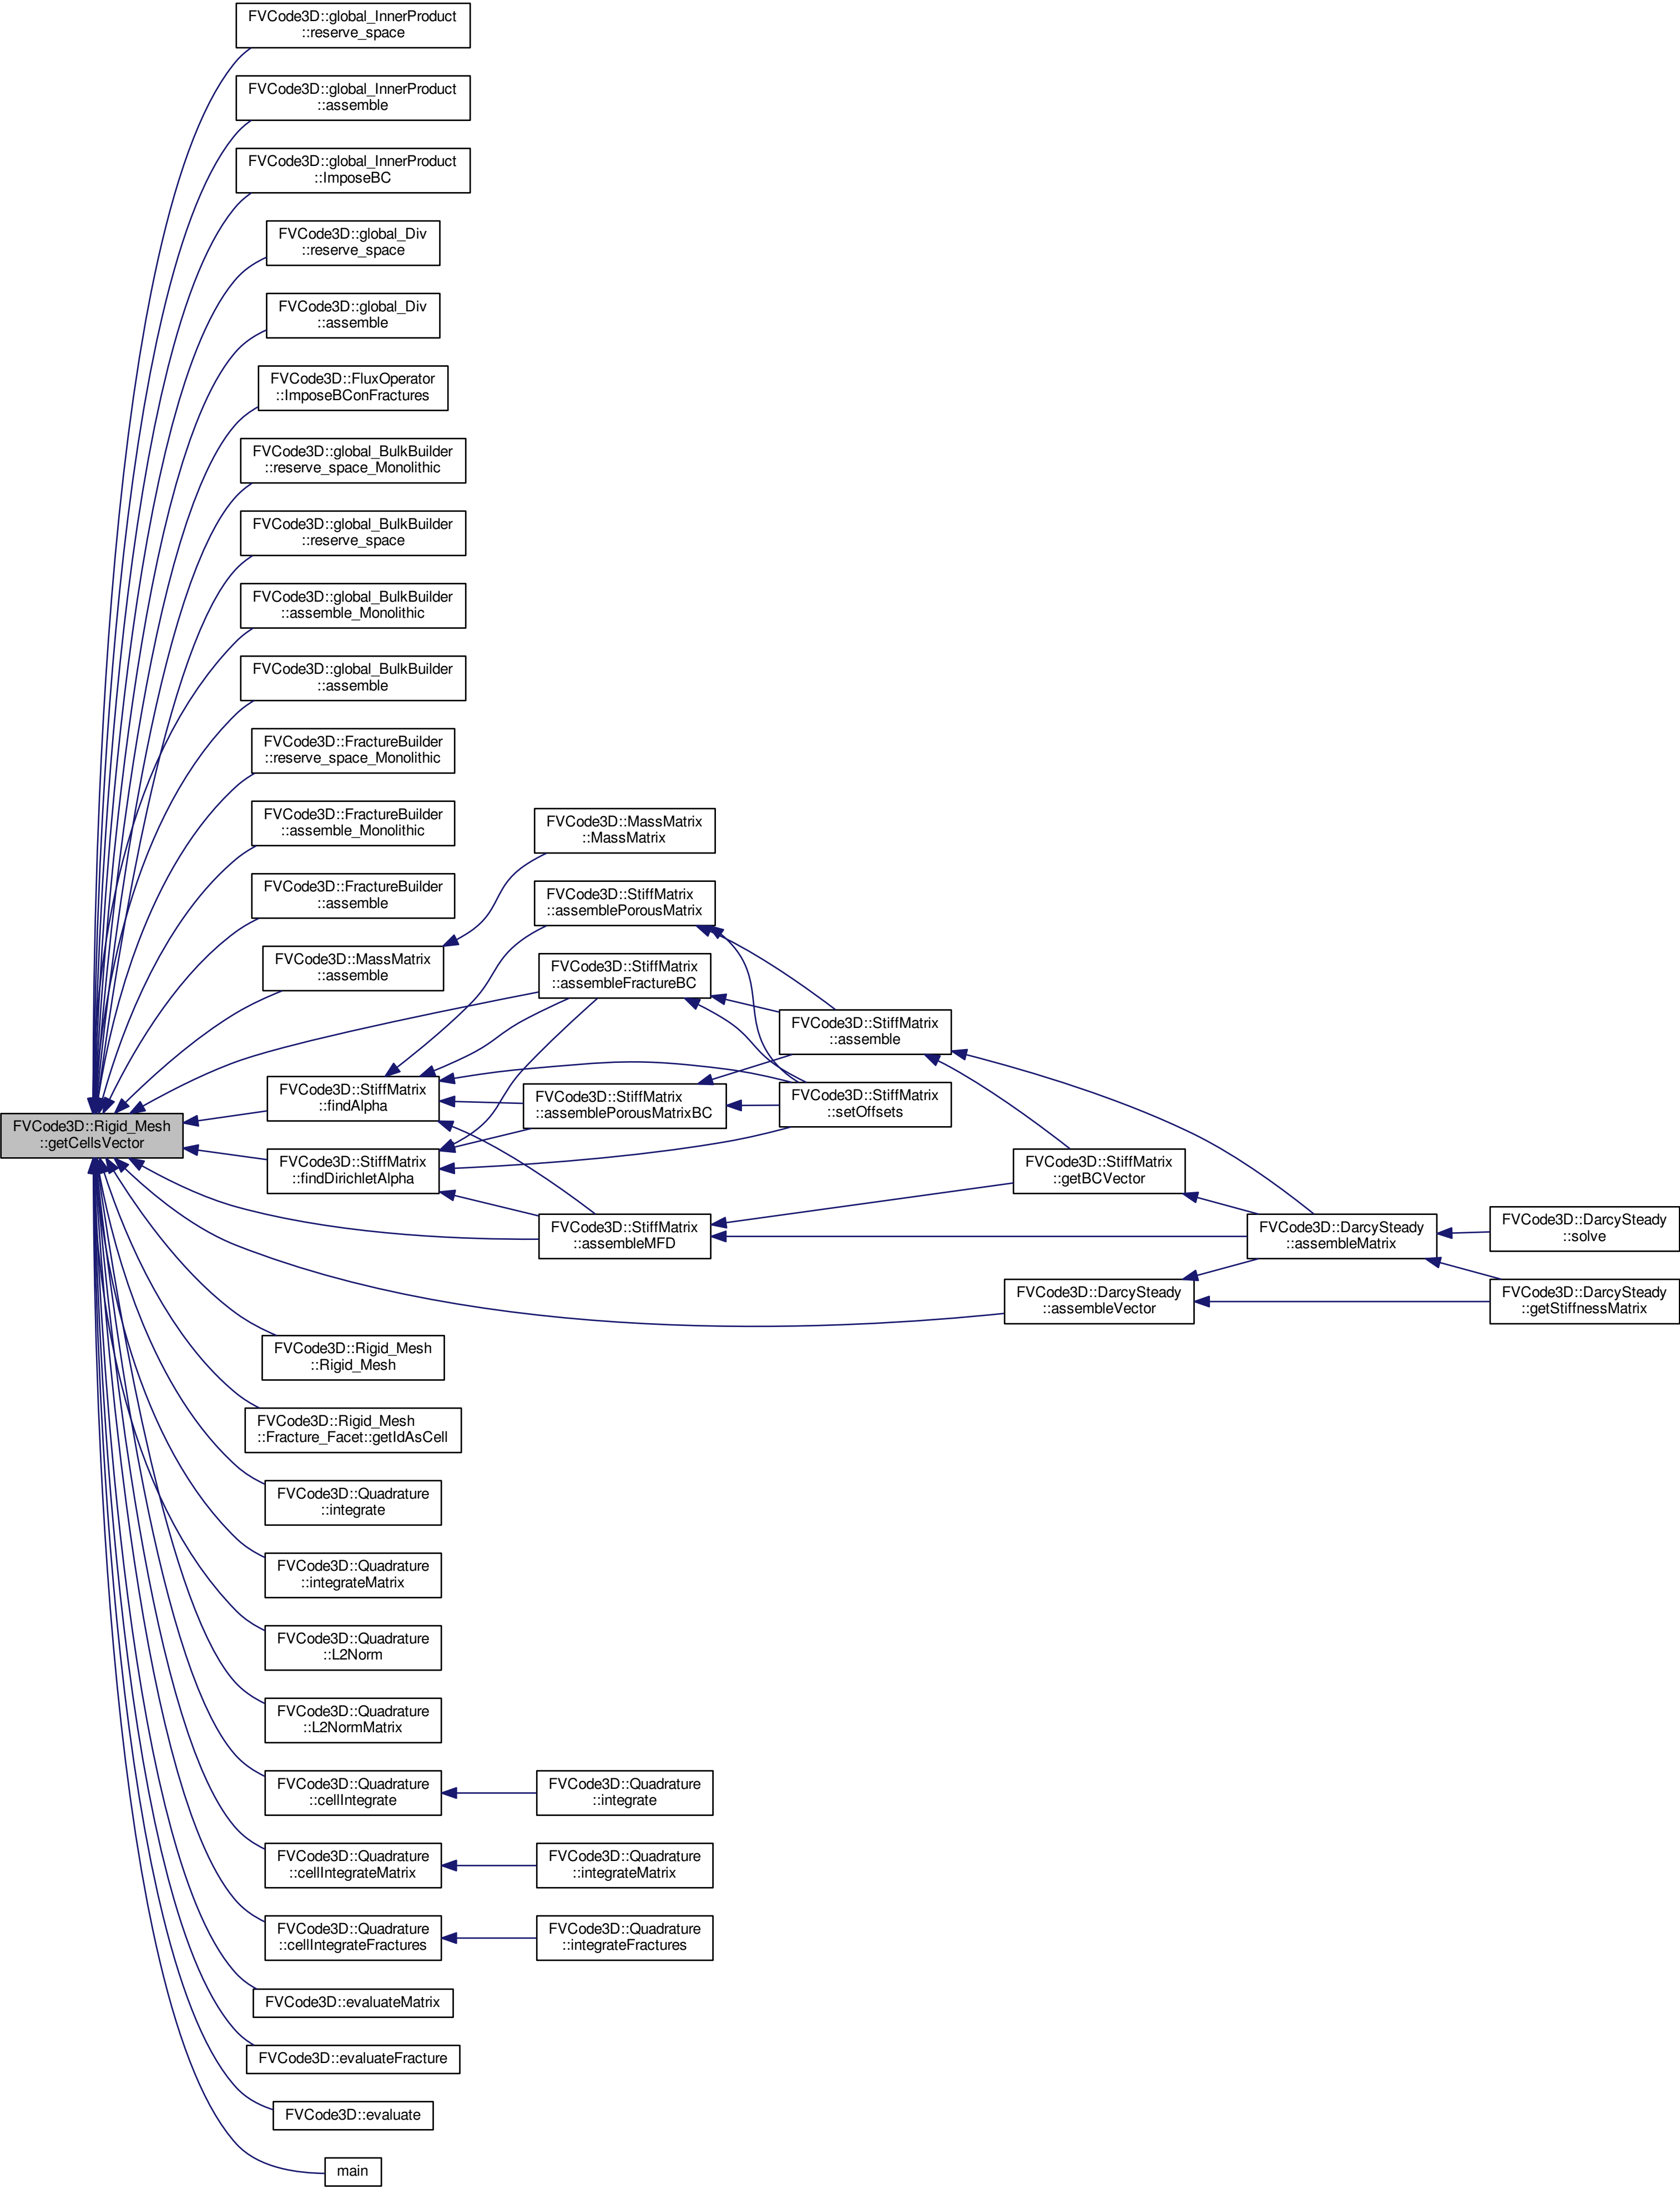 FVCode3D::global_InnerProduct
::reserve_space
FVCode3D::global_InnerProduct
::assemble
FVCode3D::global_InnerProduct
::ImposeBC
FVCode3D::global_Div
::reserve_space
FVCode3D::global_Div
::assemble
FVCode3D::FluxOperator
::ImposeBConFractures
FVCode3D::global_BulkBuilder
::reserve_space_Monolithic
FVCode3D::global_BulkBuilder
::reserve_space
FVCode3D::global_BulkBuilder
::assemble_Monolithic
FVCode3D::global_BulkBuilder
::assemble
FVCode3D::FractureBuilder
::reserve_space_Monolithic
FVCode3D::FractureBuilder
::assemble_Monolithic
FVCode3D::MassMatrix
::MassMatrix
FVCode3D::FractureBuilder
::assemble
FVCode3D::StiffMatrix
::assemblePorousMatrix
FVCode3D::MassMatrix
::assemble
FVCode3D::StiffMatrix
::assembleFractureBC
FVCode3D::StiffMatrix
::assemble
FVCode3D::StiffMatrix
::findAlpha
FVCode3D::StiffMatrix
::assemblePorousMatrixBC
FVCode3D::StiffMatrix
::setOffsets
FVCode3D::Rigid_Mesh
::getCellsVector
FVCode3D::StiffMatrix
::findDirichletAlpha
FVCode3D::StiffMatrix
::getBCVector
FVCode3D::StiffMatrix
::assembleMFD
FVCode3D::DarcySteady
::assembleMatrix
FVCode3D::DarcySteady
::solve
FVCode3D::DarcySteady
::assembleVector
FVCode3D::DarcySteady
::getStiffnessMatrix
FVCode3D::Rigid_Mesh
::Rigid_Mesh
FVCode3D::Rigid_Mesh
::Fracture_Facet::getIdAsCell
FVCode3D::Quadrature
::integrate
FVCode3D::Quadrature
::integrateMatrix
FVCode3D::Quadrature
::L2Norm
FVCode3D::Quadrature
::L2NormMatrix
FVCode3D::Quadrature
::cellIntegrate
FVCode3D::Quadrature
::integrate
FVCode3D::Quadrature
::cellIntegrateMatrix
FVCode3D::Quadrature
::integrateMatrix
FVCode3D::Quadrature
::cellIntegrateFractures
FVCode3D::Quadrature
::integrateFractures
FVCode3D::evaluateMatrix
FVCode3D::evaluateFracture
FVCode3D::evaluate
main